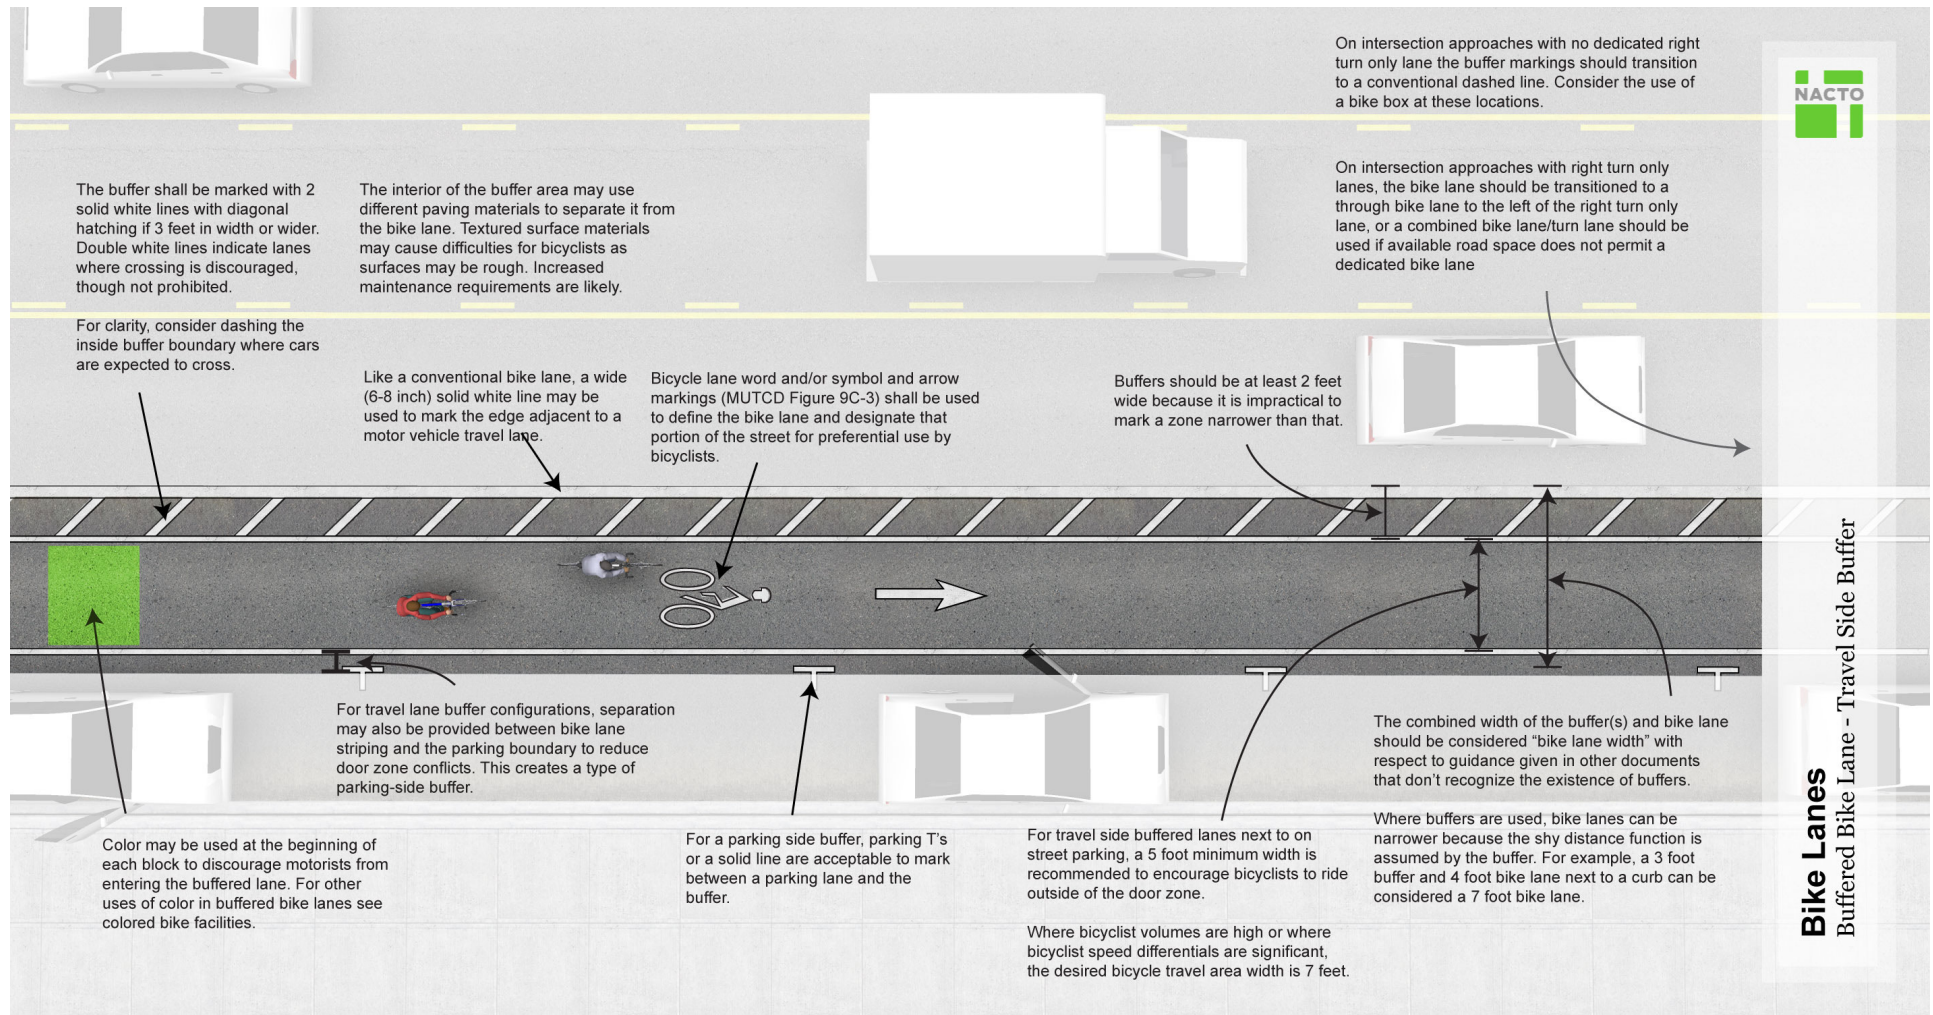 On intersection approaches with no dedicated right
turn only lane the buffer markings should transition
to a conventional dashed line. Consider the use of
a bike box at these locations.
NACTO
The buffer shall be marked with 2
solid white lines with diagonal
hatching if 3 feet in width or wider.
Double white lines indicate lanes
where crossing is discouraged,
though not prohibited.
For clarity, consider dashing the
inside buffer boundary where cars
are expected to cross.
The interior of the buffer area may use
different paving materials to separate it from
the bike lane. Textured surface materials
may cause difficulties for bicyclists as
surfaces may be rough. Increased
maintenance requirements are likely.
On intersection approaches with right turn only
lanes, the bike lane should be transitioned to a
through bike lane to the left of the right turn only
lane, or a combined bike lane/turn lane should be
used if available road space does not permit a
dedicated bike lane
Like a conventional bike lane, a wide
(6-8 inch) solid white line may be
used to mark the edge adjacent to a
motor vehicle travel lane.
Bicycle lane word and/or symbol and arrow
markings (MUTCD Figure 9C-3) shall be used
to define the bike lane and designate that
portion of the street for preferential use by
bicyclists.
Buffers should be at least 2 feet
wide because it is impractical to
mark a zone narrower than that.
For travel lane buffer configurations, separation
may also be provided between bike lane
striping and the parking boundary to reduce
door zone conflicts. This creates a type of
parking-side buffer.
Color may be used at the beginning of
each block to discourage motorists from
entering the buffered lane. For other
uses of color in buffered bike lanes see
colored bike facilities.
For a parking side buffer, parking T's
or a solid line are acceptable to mark
between a parking lane and the
buffer.
For travel side buffered lanes next to on
street parking, a 5 foot minimum width is
recommended to encourage bicyclists to ride
outside of the door zone.
Where bicyclist volumes are high or where
bicyclist speed differentials are significant,
the desired bicycle travel area width is 7 feet.
The combined width of the buffer(s) and bike lane
should be considered “bike lane width” with
respect to guidance given in other documents
that don’t recognize the existence of buffers.
Where buffers are used, bike lanes can be
narrower because the shy distance function is
assumed by the buffer. For example, a 3 foot
buffer and 4 foot bike lane next to a curb can be
considered a 7 foot bike lane.
Bike Lanes
Buffered Bike Lane - Travel Side Buffer